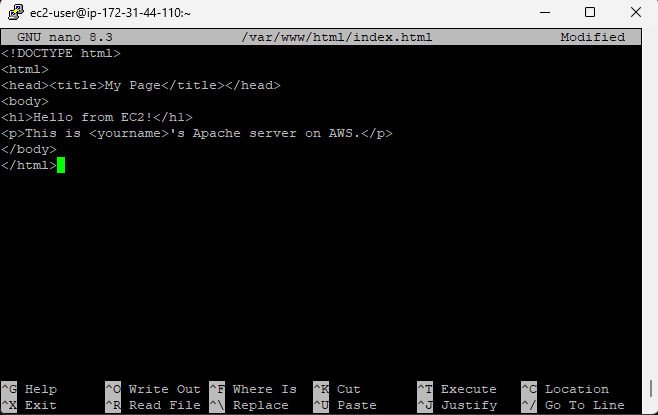 ec2-user@ip-172-31-44-110:~
GNU nano 8.3 /var/www/html/index.html Modified
<!DOCTYPE html>
<html>
<head><title>My Page</title></head>
<body>
<h1>Hello from EC2!</h1>
<p>This is <yourname>'s Apache server on AWS.</p>
</body>
</html>
^G Help ^O Write Out ^F Where Is ^K Cut ^T Execute ^C Location
^X Exit ^R Read File ^\ Replace ^U Paste ^J Justify ^/ Go To Line